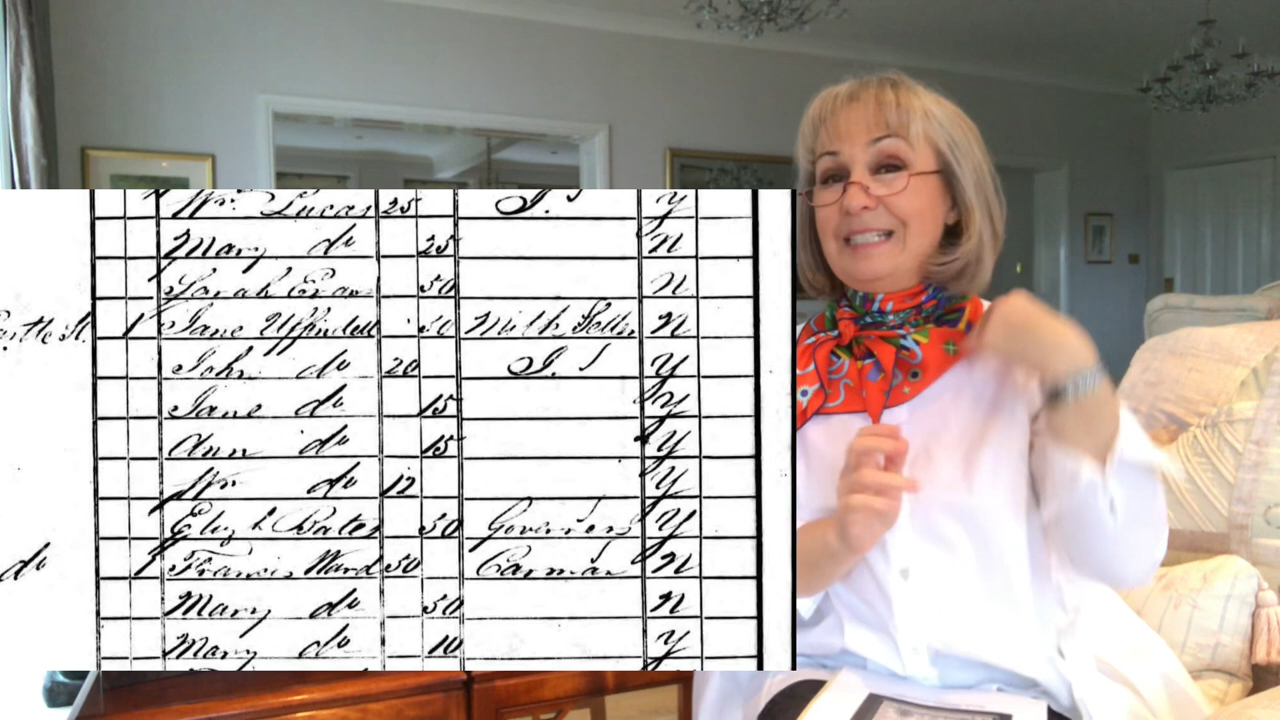 Wm. Lucas 25 J. Y
Mary do 25 N
Sarah Evans 50 N
Castle St. 1 Jane Uffindell 50 Milk Seller N
John do 20 J. Y
Jane do 15 Y
Ann do 15 Y
Wm do 12 Y
Elizh Bates 50 Governess Y
do 1 Francis Ward 50 Carman N
Mary do 50 N
Mary do 10 Y